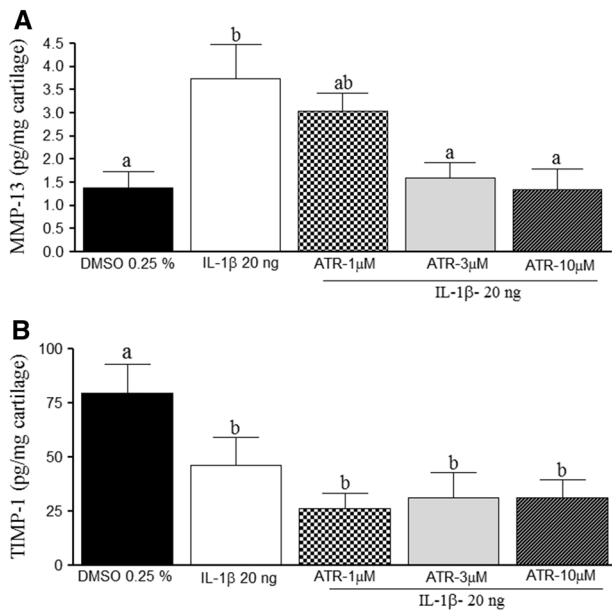 A
MMP-13 (pg/mg cartilage)
4.5
4.0
3.5
3.0
2.5
2.0
1.5
1.0
0.5
0.0
a
b
ab
a
a
DMSO 0.25 %
IL-1β 20 ng
ATR-1µM
ATR-3µM
ATR-10µM
IL-1β- 20 ng
B
TIMP-1 (pg/mg cartilage)
100
75
50
25
0
a
b
b
b
b
DMSO 0.25 %
IL-1β 20 ng
ATR-1µM
ATR-3µM
ATR-10µM
IL-1β- 20 ng